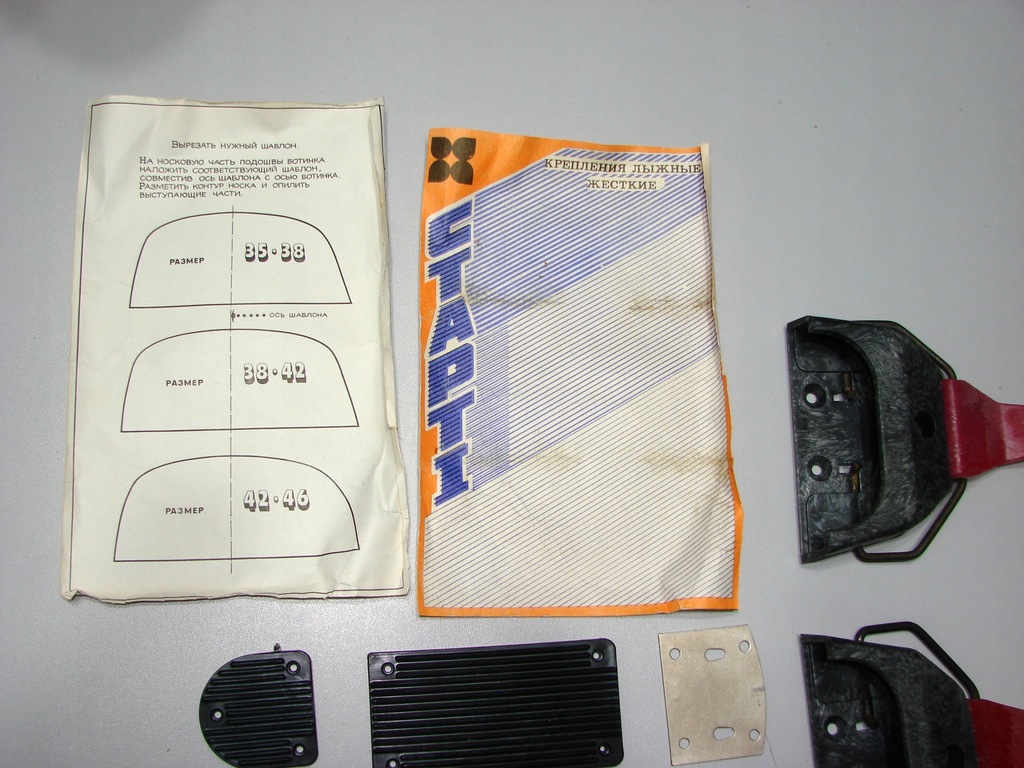 Вырезать нужный шаблон.
На носковую часть подошвы ботинка
наложить соответствующий шаблон,
совместив ось шаблона с осью ботинка.
Разметить контур носка и опилить
выступающие части.
РАЗМЕР 35·38
ОСЬ ШАБЛОНА
РАЗМЕР 38·42
РАЗМЕР 42·46
КРЕПЛЕНИЯ ЛЫЖНЫЕ
ЖЕСТКИЕ
СТАРТ1